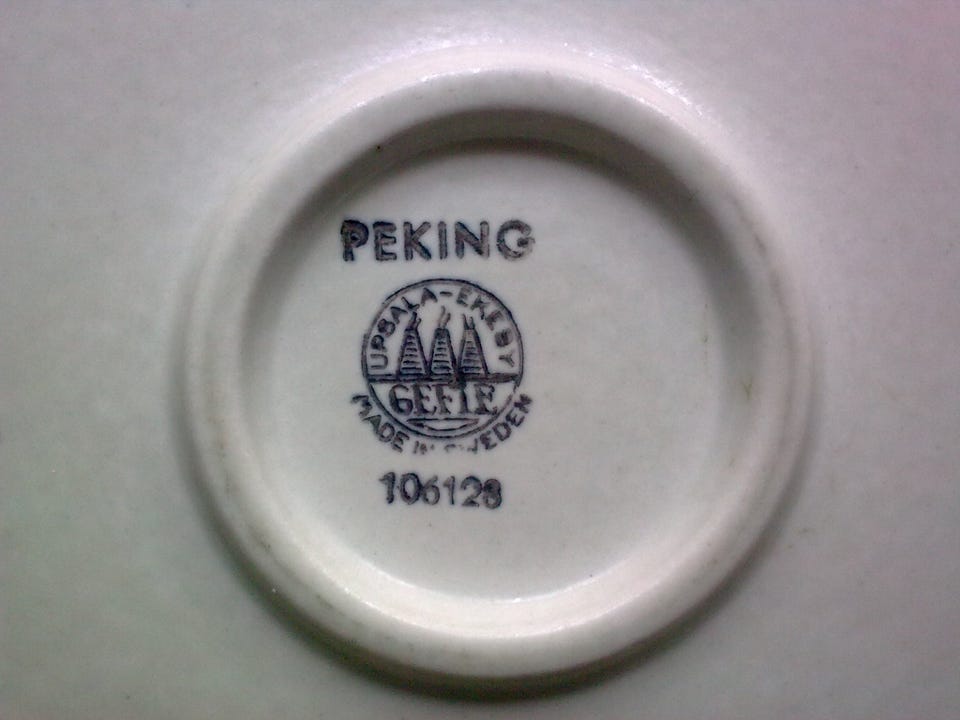 PEKING
UPSALA-EKEBY
GEFLE
MADE IN SWEDEN
106128